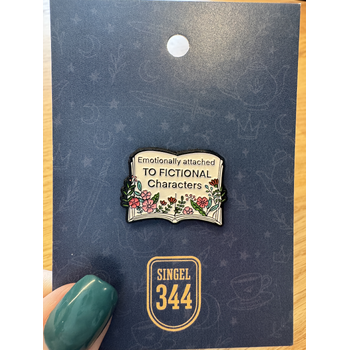 Emotionally attached
TO FICTIONAL
Characters
SINGEL
344